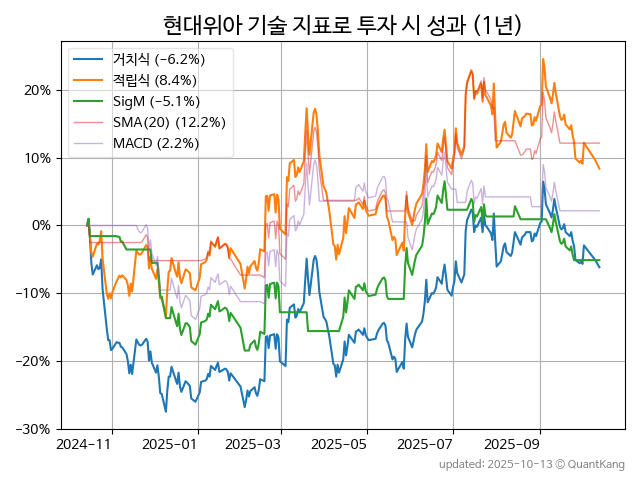 현대위아 기술 지표로 투자 시 성과 (1년)
거치식 (−6.2%)
적립식 (8.4%)
SigM (−5.1%)
SMA(20) (12.2%)
MACD (2.2%)
20%
10%
0%
−10%
−20%
−30%
2024-11 2025-01 2025-03 2025-05 2025-07 2025-09
updated: 2025-10-13 © QuantKang